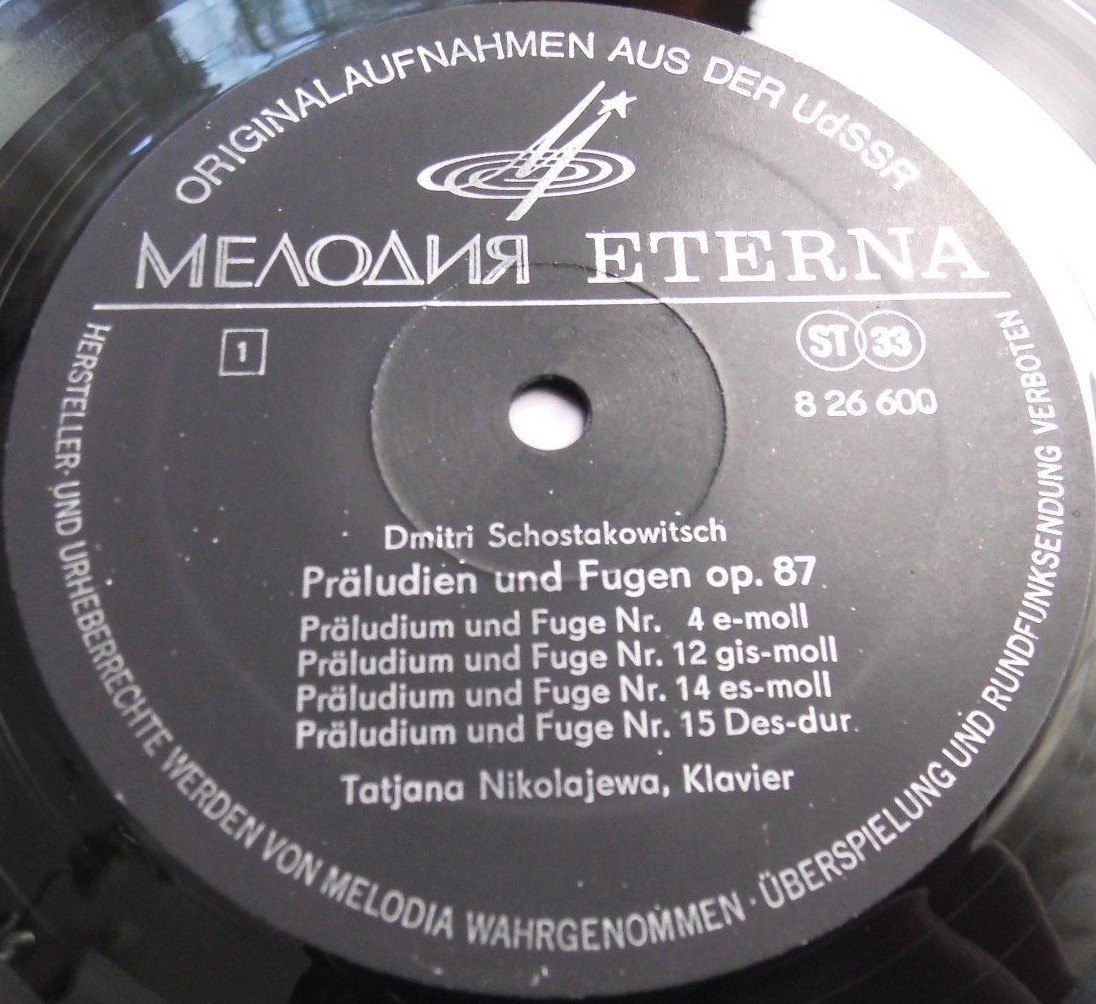 ORIGINALAUFNAHMEN AUS DER UdSSR
МЕЛОДИЯ ETERNA
1
ST 33
8 26 600
Dmitri Schostakowitsch
Präludien und Fugen op. 87
Präludium und Fuge Nr. 4 e-moll
Präludium und Fuge Nr. 12 gis-moll
Präludium und Fuge Nr. 14 es-moll
Präludium und Fuge Nr. 15 Des-dur
Tatjana Nikolajewa, Klavier
HERSTELLER- UND URHEBERRECHTE WERDEN VON MELODIA WAHRGENOMMEN · ÜBERSPIELUNG UND RUNDFUNKSENDUNG VERBOTEN